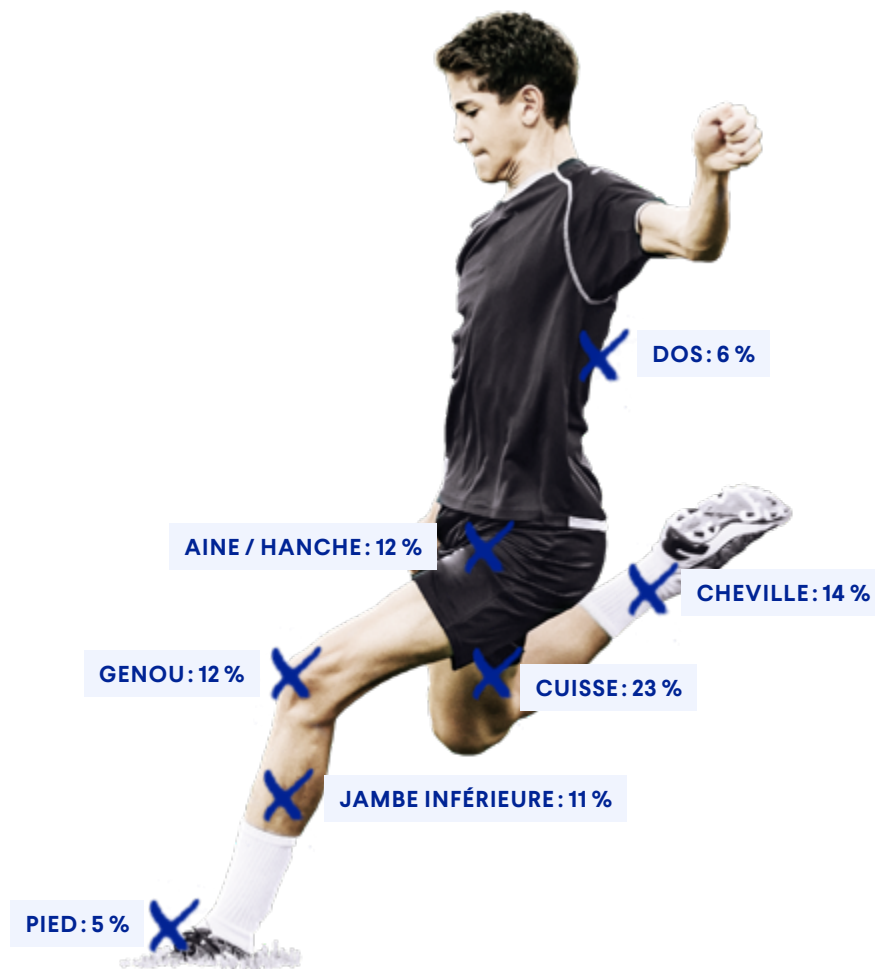 DOS: 6 %
AINE / HANCHE: 12 %
CHEVILLE: 14 %
GENOU: 12 %
CUISSE: 23 %
JAMBE INFÉRIEURE: 11 %
PIED: 5 %